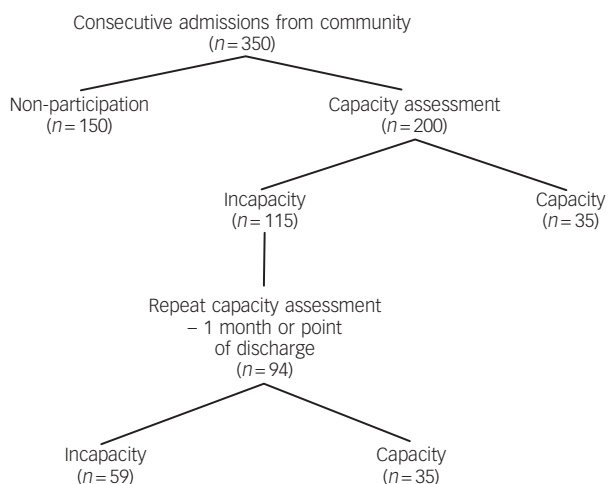 Consecutive admissions from community
(n=350)
Non-participation
(n=150)
Capacity assessment
(n=200)
Incapacity
(n=115)
Capacity
(n=35)
Repeat capacity assessment
– 1 month or point
of discharge
(n=94)
Incapacity
(n=59)
Capacity
(n=35)